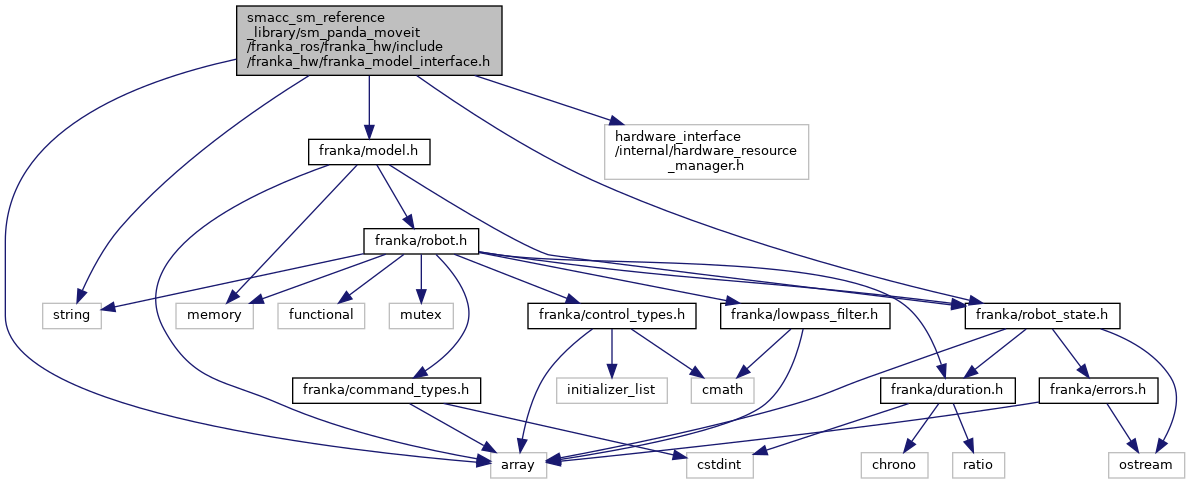 smacc_sm_reference
_library/sm_panda_moveit
/franka_ros/franka_hw/include
/franka_hw/franka_model_interface.h
hardware_interface
/internal/hardware_resource
_manager.h
franka/model.h
franka/robot.h
string
memory
functional
mutex
franka/control_types.h
franka/lowpass_filter.h
franka/robot_state.h
franka/command_types.h
initializer_list
cmath
franka/duration.h
franka/errors.h
array
cstdint
chrono
ratio
ostream